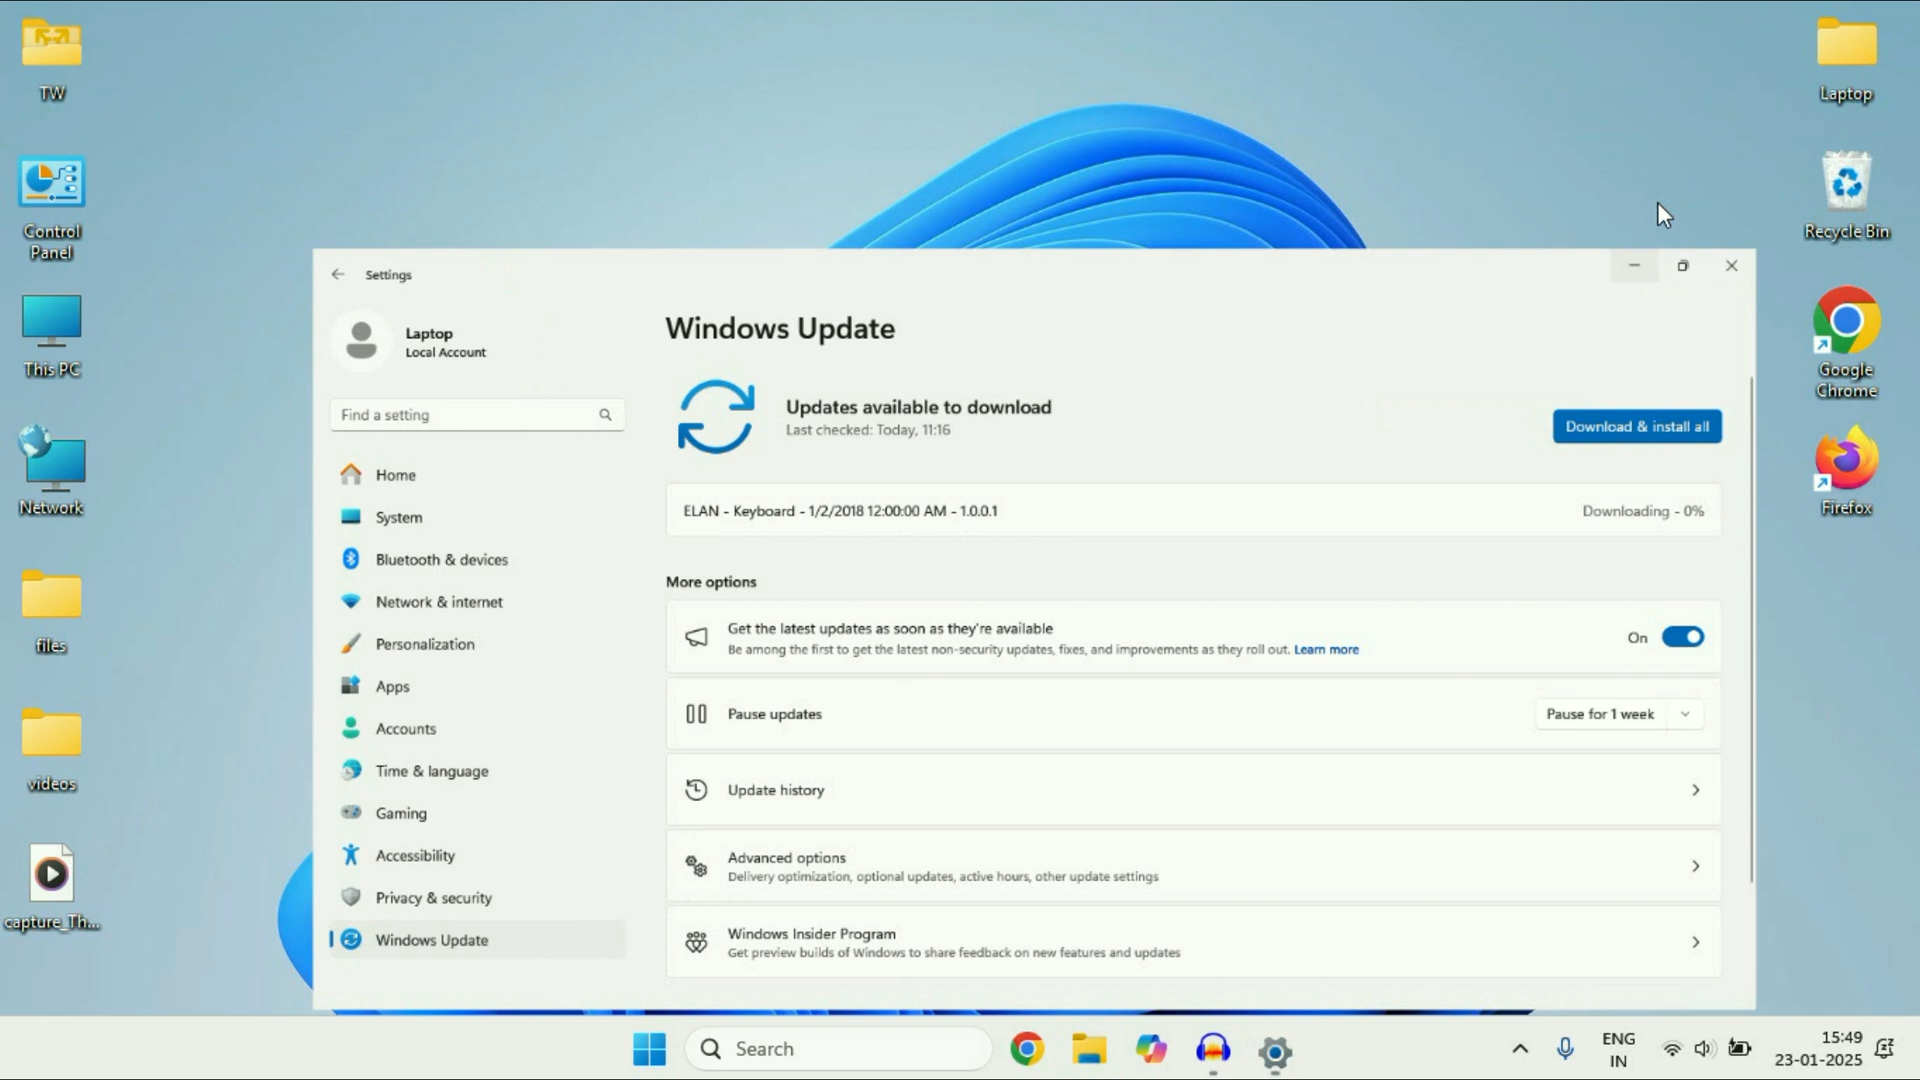 TW
Control
Panel
This PC
Network
files
videos
capture_Th...
Laptop
Recycle Bin
Google
Chrome
Firefox
Settings
Laptop
Local Account
Find a setting
Home
System
Bluetooth & devices
Network & internet
Personalization
Apps
Accounts
Time & language
Gaming
Accessibility
Privacy & security
Windows Update
Windows Update
Updates available to download
Last checked: Today, 11:16
Download & install all
ELAN - Keyboard - 1/2/2018 12:00:00 AM - 1.0.0.1
Downloading - 0%
More options
Get the latest updates as soon as they're available
Be among the first to get the latest non-security updates, fixes, and improvements as they roll out. Learn more
On
Pause updates
Pause for 1 week
Update history
Advanced options
Delivery optimization, optional updates, active hours, other update settings
Windows Insider Program
Get preview builds of Windows to share feedback on new features and updates
Search
ENG
IN
15:49
23-01-2025